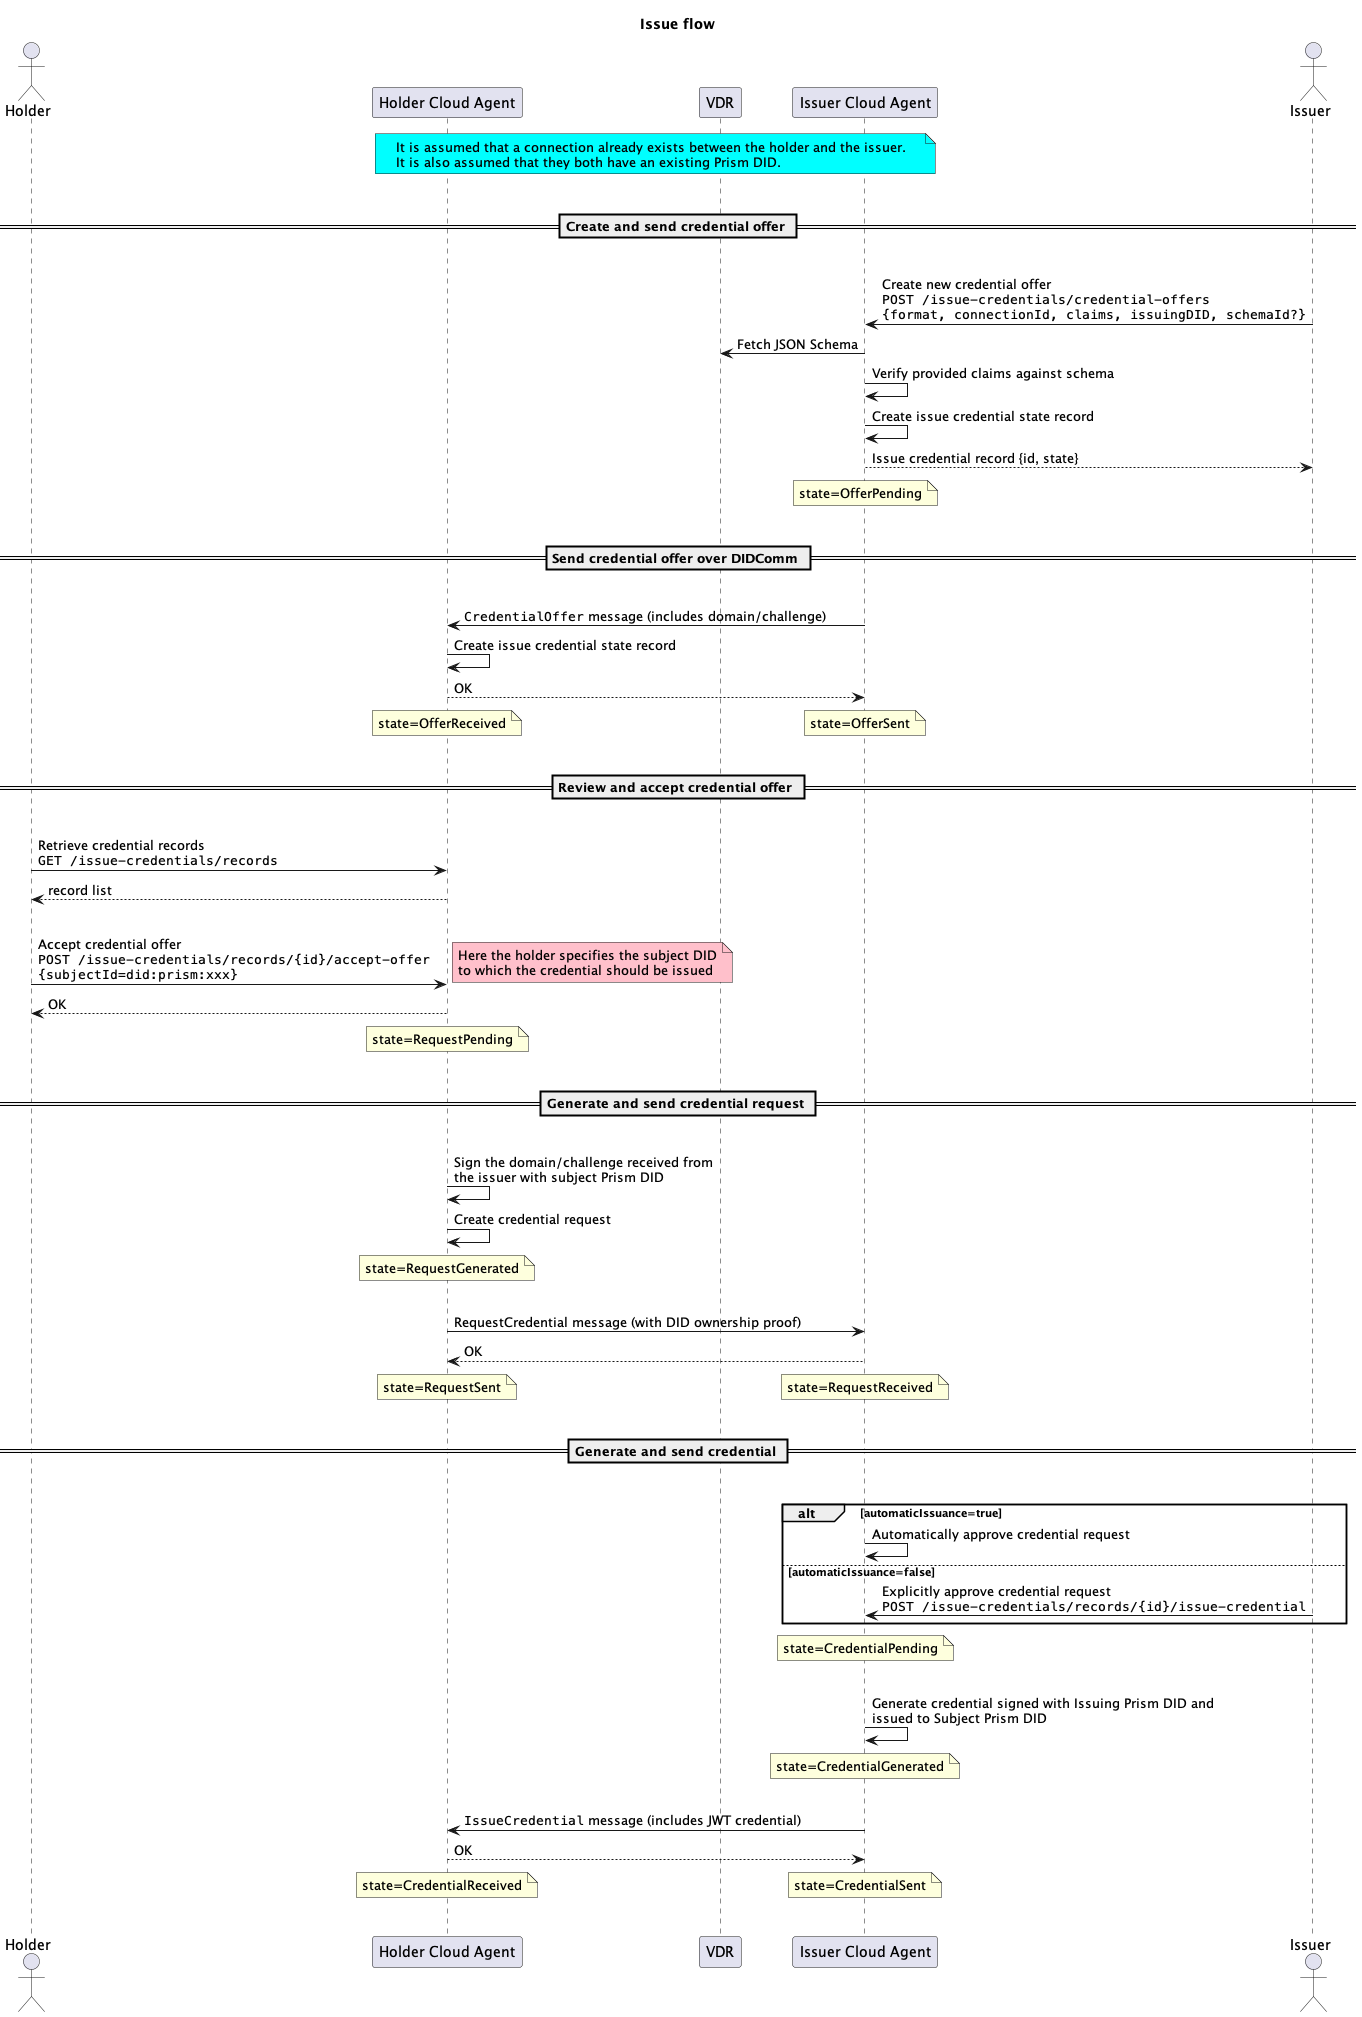 Issue flow
Holder
Holder Cloud Agent
VDR
Issuer Cloud Agent
Issuer
It is assumed that a connection already exists between the holder and the issuer.
It is also assumed that they both have an existing Prism DID.
Create and send credential offer
Create new credential offer
POST /issue-credentials/credential-offers
{format, connectionId, claims, issuingDID, schemaId?}
Fetch JSON Schema
Verify provided claims against schema
Create issue credential state record
Issue credential record {id, state}
state=OfferPending
Send credential offer over DIDComm
CredentialOffer message (includes domain/challenge)
Create issue credential state record
OK
state=OfferReceived
state=OfferSent
Review and accept credential offer
Retrieve credential records
GET /issue-credentials/records
record list
Accept credential offer
POST /issue-credentials/records/{id}/accept-offer
{subjectId=did:prism:xxx}
Here the holder specifies the subject DID
to which the credential should be issued
OK
state=RequestPending
Generate and send credential request
Sign the domain/challenge received from
the issuer with subject Prism DID
Create credential request
state=RequestGenerated
RequestCredential message (with DID ownership proof)
OK
state=RequestSent
state=RequestReceived
Generate and send credential
alt
[automaticIssuance=true]
Automatically approve credential request
[automaticIssuance=false]
Explicitly approve credential request
POST /issue-credentials/records/{id}/issue-credential
state=CredentialPending
Generate credential signed with Issuing Prism DID and
issued to Subject Prism DID
state=CredentialGenerated
IssueCredential message (includes JWT credential)
OK
state=CredentialReceived
state=CredentialSent
Holder
Holder Cloud Agent
VDR
Issuer Cloud Agent
Issuer